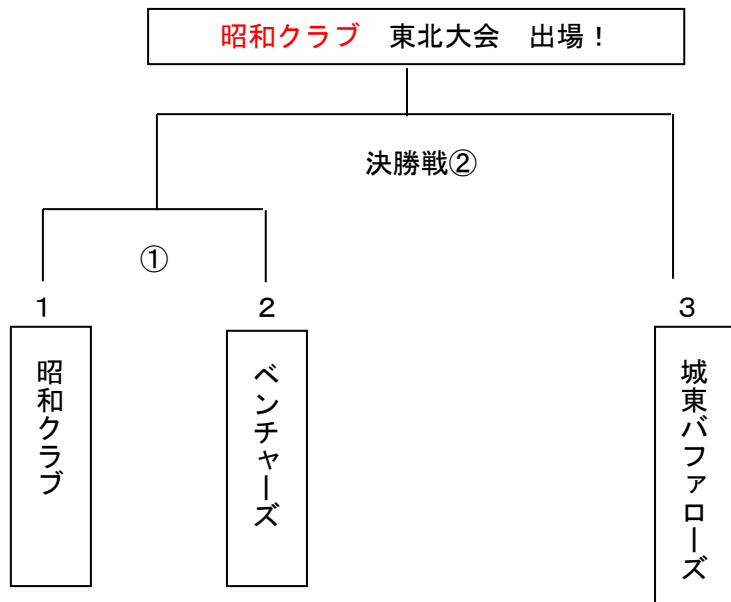 昭和クラブ　東北大会　出場！
決勝戦②
①
1
2
3
昭和クラブ
ベンチャーズ
城東バファローズ